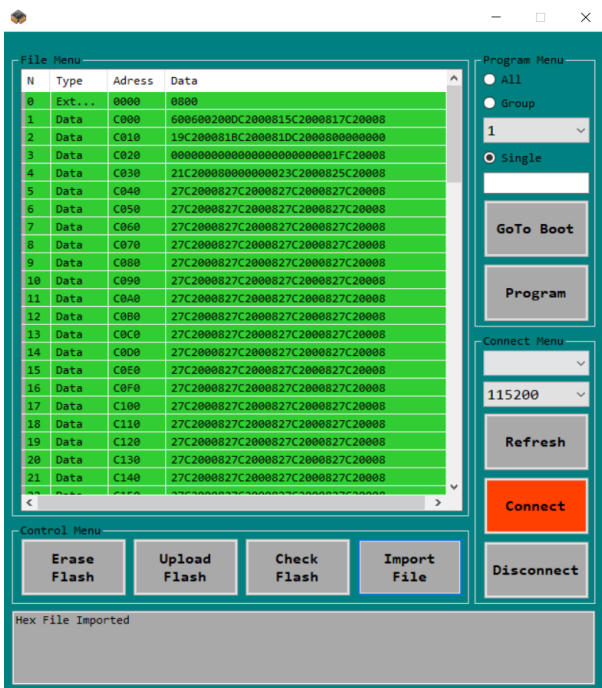 File Menu
N Type Adress Data
0 Ext... 0000 0800
1 Data C000 600600200DC2000815C2000817C20008
2 Data C010 19C200081BC200081DC2000800000000
3 Data C020 0000000000000000000000001FC20008
4 Data C030 21C200080000000023C2000825C20008
5 Data C040 27C2000827C2000827C2000827C20008
6 Data C050 27C2000827C2000827C2000827C20008
7 Data C060 27C2000827C2000827C2000827C20008
8 Data C070 27C2000827C2000827C2000827C20008
9 Data C080 27C2000827C2000827C2000827C20008
10 Data C090 27C2000827C2000827C2000827C20008
11 Data C0A0 27C2000827C2000827C2000827C20008
12 Data C0B0 27C2000827C2000827C2000827C20008
13 Data C0C0 27C2000827C2000827C2000827C20008
14 Data C0D0 27C2000827C2000827C2000827C20008
15 Data C0E0 27C2000827C2000827C2000827C20008
16 Data C0F0 27C2000827C2000827C2000827C20008
17 Data C100 27C2000827C2000827C2000827C20008
18 Data C110 27C2000827C2000827C2000827C20008
19 Data C120 27C2000827C2000827C2000827C20008
20 Data C130 27C2000827C2000827C2000827C20008
21 Data C140 27C2000827C2000827C2000827C20008
Control Menu
Erase
Flash
Upload
Flash
Check
Flash
Import
File
Program Menu
All
Group
1
Single
GoTo Boot
Program
Connect Menu
115200
Refresh
Connect
Disconnect
Hex File Imported